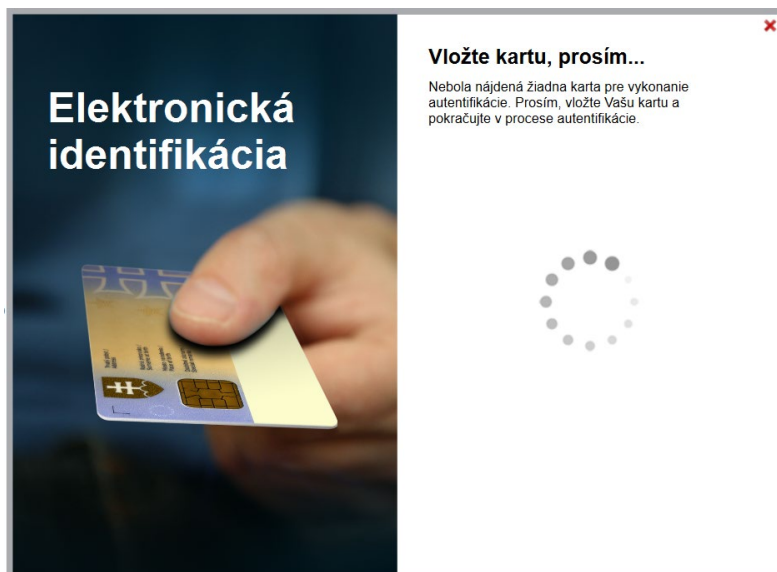 Elektronická
identifikácia
Vložte kartu, prosím...
Nebola nájdená žiadna karta pre vykonanie
autentifikácie. Prosím, vložte Vašu kartu a
pokračujte v procese autentifikácie.